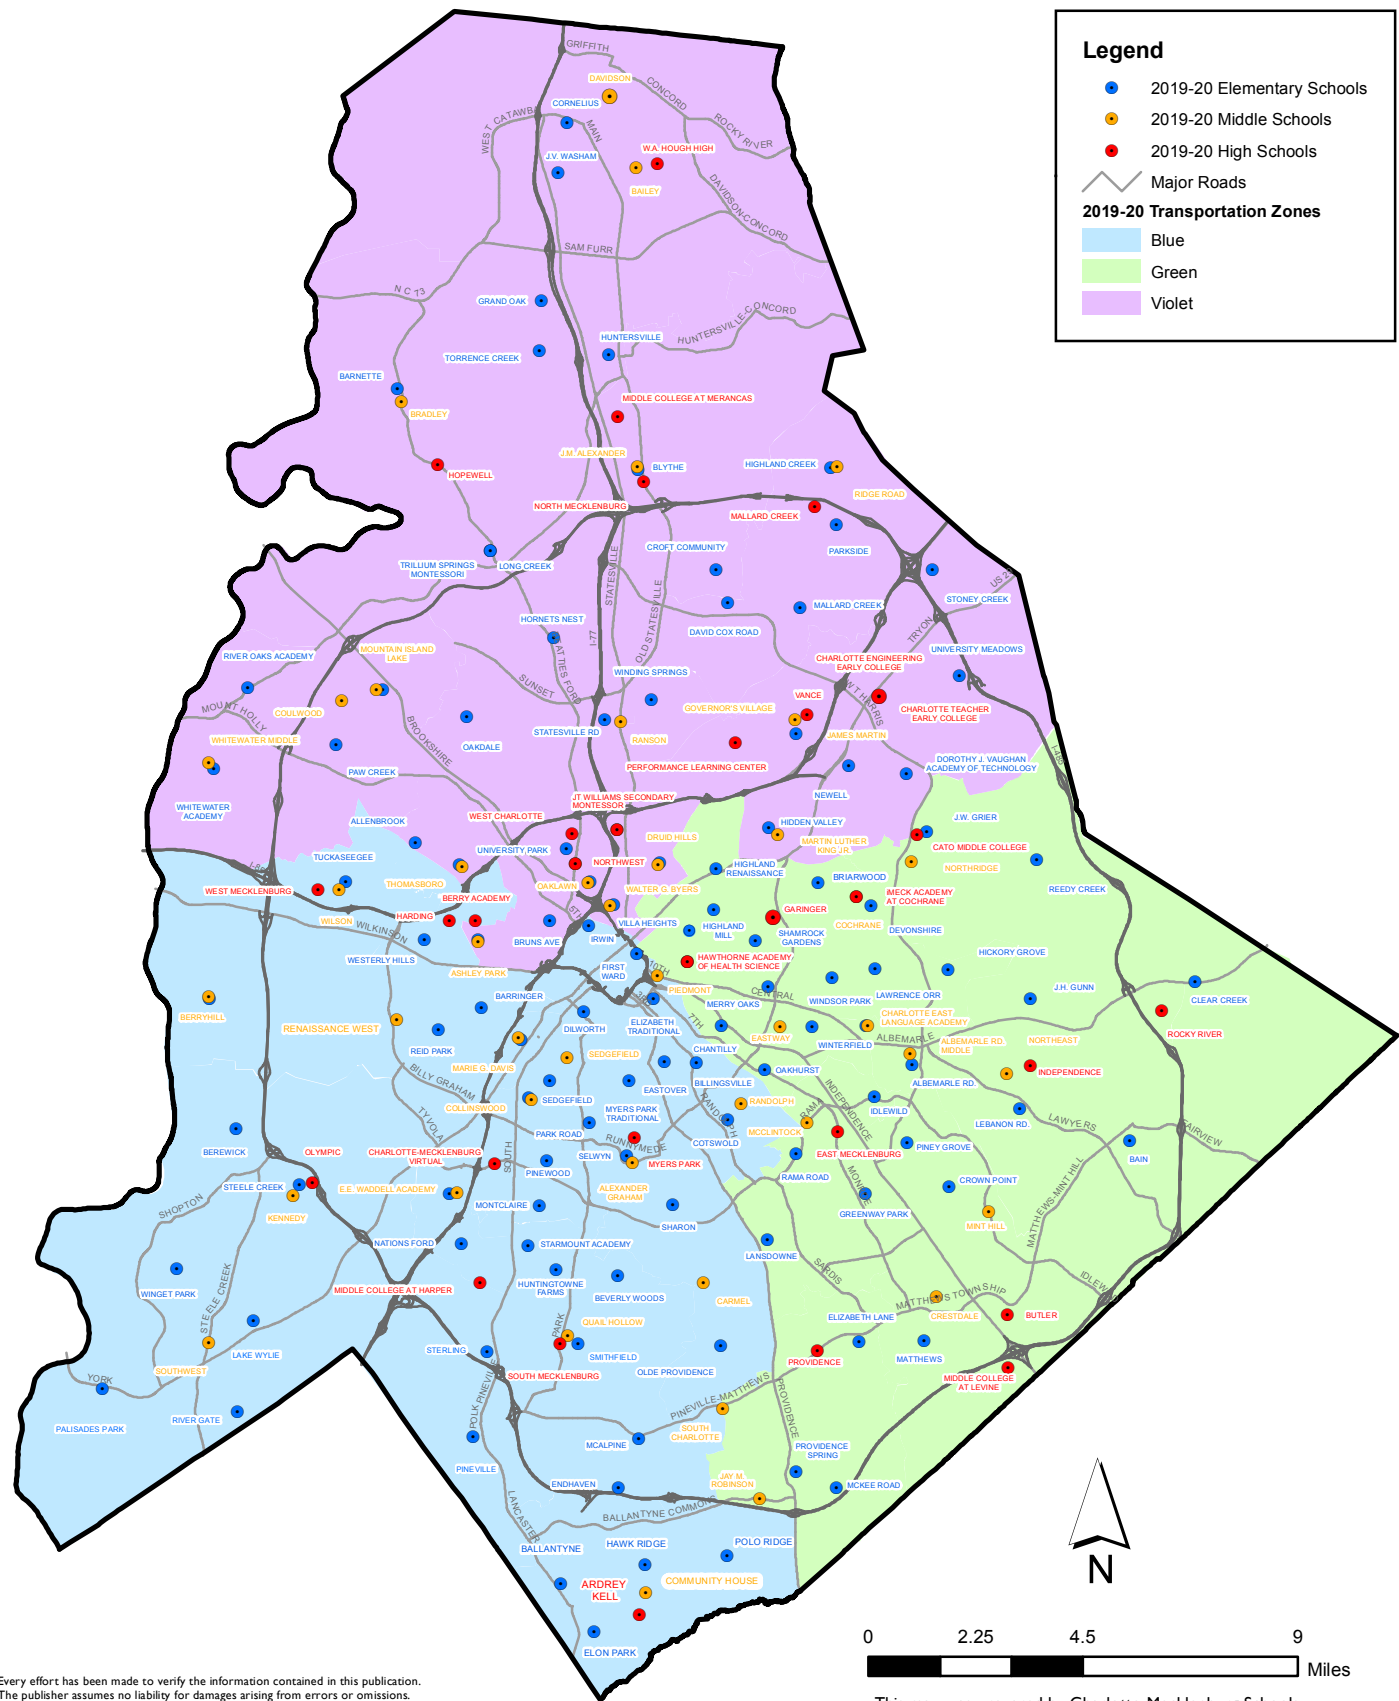 Legend
2019-20 Elementary Schools
2019-20 Middle Schools
2019-20 High Schools
Major Roads
2019-20 Transportation Zones
Blue
Green
Violet
GRIFFITH
DAVIDSON
CONCORD
CORNELIUS
WEST CATAWBA
MAIN
ROCKY RIVER
W.A. HOUGH HIGH
J.V. WASHAM
BAILEY
DAVIDSON-CONCORD
SAM FURR
N C 73
GRAND OAK
HUNTERSVILLE-CONCORD
HUNTERSVILLE
TORRENCE CREEK
BARNETTE
BRADLEY
MIDDLE COLLEGE AT MERANCAS
J.M. ALEXANDER
BLYTHE
HIGHLAND CREEK
HOPEWELL
RIDGE ROAD
NORTH MECKLENBURG
MALLARD CREEK
CROFT COMMUNITY
PARKSIDE
TRILLIUM SPRINGS
MONTESSORI
LONG CREEK
STATESVILLE
OLD STATESVILLE
US 29
STONEY CREEK
MALLARD CREEK
HORNETS NEST
DAVID COX ROAD
TRYON
I-77
BEATTIES FORD
MOUNTAIN ISLAND
LAKE
RIVER OAKS ACADEMY
UNIVERSITY MEADOWS
CHARLOTTE ENGINEERING
EARLY COLLEGE
WINDING SPRINGS
SUNSET
W T HARRIS
VANCE
MOUNT HOLLY
COULWOOD
GOVERNOR'S VILLAGE
CHARLOTTE TEACHER
EARLY COLLEGE
BROOKSHIRE
STATESVILLE RD
RANSON
JAMES MARTIN
WHITEWATER MIDDLE
OAKDALE
PAW CREEK
PERFORMANCE LEARNING CENTER
DOROTHY J. VAUGHAN
ACADEMY OF TECHNOLOGY
I-485
NEWELL
JT WILLIAMS SECONDARY
MONTESSOR
WHITEWATER
ACADEMY
WEST CHARLOTTE
ALLENBROOK
HIDDEN VALLEY
J.W. GRIER
DRUID HILLS
MARTIN LUTHER
KING JR.
CATO MIDDLE COLLEGE
UNIVERSITY PARK
TUCKASEEGEE
NORTHWEST
HIGHLAND
RENAISSANCE
NORTHRIDGE
I-85
THOMASBORO
BRIARWOOD
REEDY CREEK
WEST MECKLENBURG
OAKLAWN
WALTER G. BYERS
iMECK ACADEMY
AT COCHRANE
BERRY ACADEMY
GARINGER
WILSON
HARDING
5TH
VILLA HEIGHTS
HIGHLAND
MILL
COCHRANE
DEVONSHIRE
WILKINSON
BRUNS AVE
IRWIN
SHAMROCK
GARDENS
WESTERLY HILLS
HICKORY GROVE
ASHLEY PARK
FIRST
WARD
10TH
HAWTHORNE ACADEMY
OF HEALTH SCIENCE
PIEDMONT
CENTRAL
J.H. GUNN
CLEAR CREEK
BARRINGER
3RD
MERRY OAKS
WINDSOR PARK
LAWRENCE ORR
BERRYHILL
7TH
CHARLOTTE EAST
LANGUAGE ACADEMY
RENAISSANCE WEST
DILWORTH
ELIZABETH
TRADITIONAL
ROCKY RIVER
EASTWAY
WINTERFIELD
ALBEMARLE
ALBEMARLE RD.
MIDDLE
NORTHEAST
REID PARK
CHANTILLY
SEDGEFIELD
MARIE G. DAVIS
OAKHURST
INDEPENDENCE
BILLY GRAHAM
EASTOVER
BILLINGSVILLE
ALBEMARLE RD.
SEDGEFIELD
COLLINSWOOD
MYERS PARK
TRADITIONAL
RANDOLPH
RANDOLPH
RAMA
INDEPENDENCE
IDLEWILD
TYVOLA
LEBANON RD.
LAWYERS
FAIRVIEW
PARK ROAD
MCCLINTOCK
RUNNYMEDE
COTSWOLD
PINEY GROVE
BEREWICK
OLYMPIC
CHARLOTTE-MECKLENBURG
VIRTUAL
SOUTH
SELWYN
EAST MECKLENBURG
BAIN
MYERS PARK
PINEWOOD
RAMA ROAD
MONROE
STEELE CREEK
E.E. WADDELL ACADEMY
ALEXANDER
GRAHAM
CROWN POINT
SHOPTON
KENNEDY
MONTCLAIRE
GREENWAY PARK
MINT HILL
MATTHEWS-MINT HILL
SHARON
NATIONS FORD
STARMOUNT ACADEMY
LANSDOWNE
SARDIS
WINGET PARK
STEELE CREEK
MIDDLE COLLEGE AT HARPER
HUNTINGTOWNE
FARMS
BEVERLY WOODS
CARMEL
MATTHEWS TOWNSHIP
ELIZABETH LANE
CRESTDALE
BUTLER
PARK
QUAIL HOLLOW
LAKE WYLIE
STERLING
SMITHFIELD
SOUTHWEST
SOUTH MECKLENBURG
OLDE PROVIDENCE
PROVIDENCE
MATTHEWS
YORK
MIDDLE COLLEGE
AT LEVINE
PINEVILLE-MATTHEWS
PROVIDENCE
POLK PINEVILLE
PALISADES PARK
RIVER GATE
SOUTH
CHARLOTTE
MCALPINE
PROVIDENCE
SPRING
PINEVILLE
JAY M.
ROBINSON
ENDHAVEN
MCKEE ROAD
LANCASTER
BALLANTYNE COMMONS
BALLANTYNE
HAWK RIDGE
POLO RIDGE
N
ARDREY
KELL
COMMUNITY HOUSE
0 2.25 4.5 9
Miles
ELON PARK
Every effort has been made to verify the information contained in this publication.
The publisher assumes no liability for damages arising from errors or omissions.